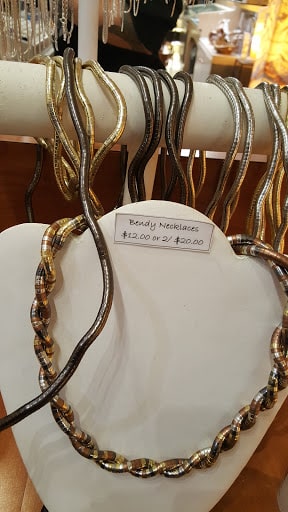 Bendy Necklaces
$12.00 or 2/ $20.00